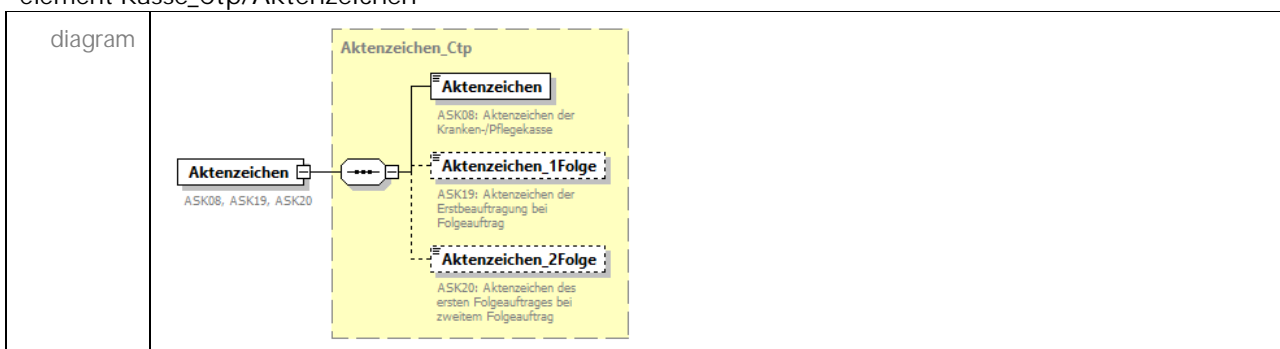 element Kasse_Ctp/Aktenzeichen
diagram
Aktenzeichen_Ctp
Aktenzeichen
ASK08: Aktenzeichen der
Kranken-/Pflegekasse
Aktenzeichen
ASK08, ASK19, ASK20
Aktenzeichen_1Folge
ASK19: Aktenzeichen der
Erstbeauftragung bei
Folgeauftrag
Aktenzeichen_2Folge
ASK20: Aktenzeichen des
ersten Folgeauftrages bei
zweitem Folgeauftrag